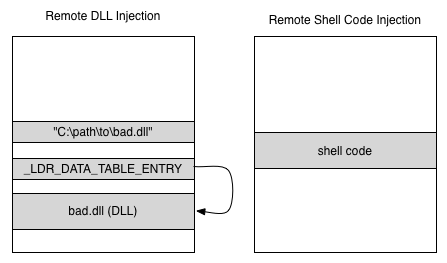 Remote DLL Injection
Remote Shell Code Injection
"C:\path\to\bad.dll"
_LDR_DATA_TABLE_ENTRY
shell code
bad.dll (DLL)